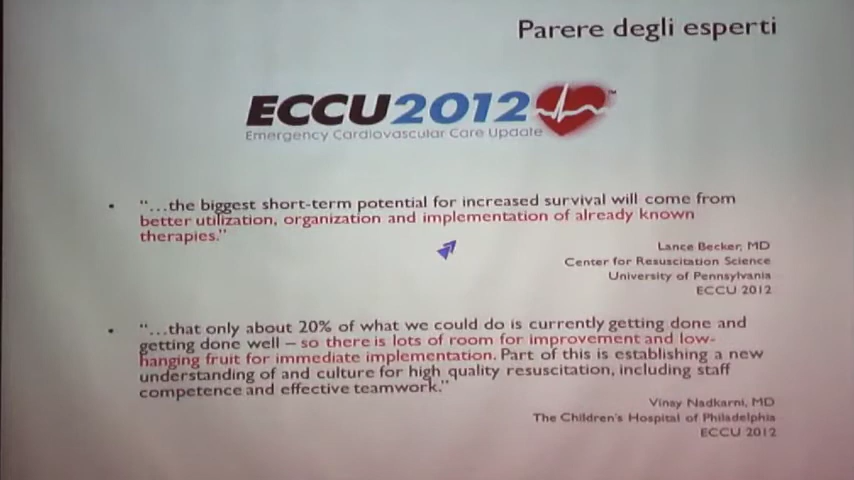 Parere degli esperti
ECCU2012™
Emergency Cardiovascular Care Update
• “...the biggest short-term potential for increased survival will come from
better utilization, organization and implementation of already known
therapies.”
Lance Becker, MD
Center for Resuscitation Science
University of Pennsylvania
ECCU 2012
• “...that only about 20% of what we could do is currently getting done and
getting done well – so there is lots of room for improvement and low-
hanging fruit for immediate implementation. Part of this is establishing a new
understanding of and culture for high quality resuscitation, including staff
competence and effective teamwork.”
Vinay Nadkarni, MD
The Children's Hospital of Philadelphia
ECCU 2012